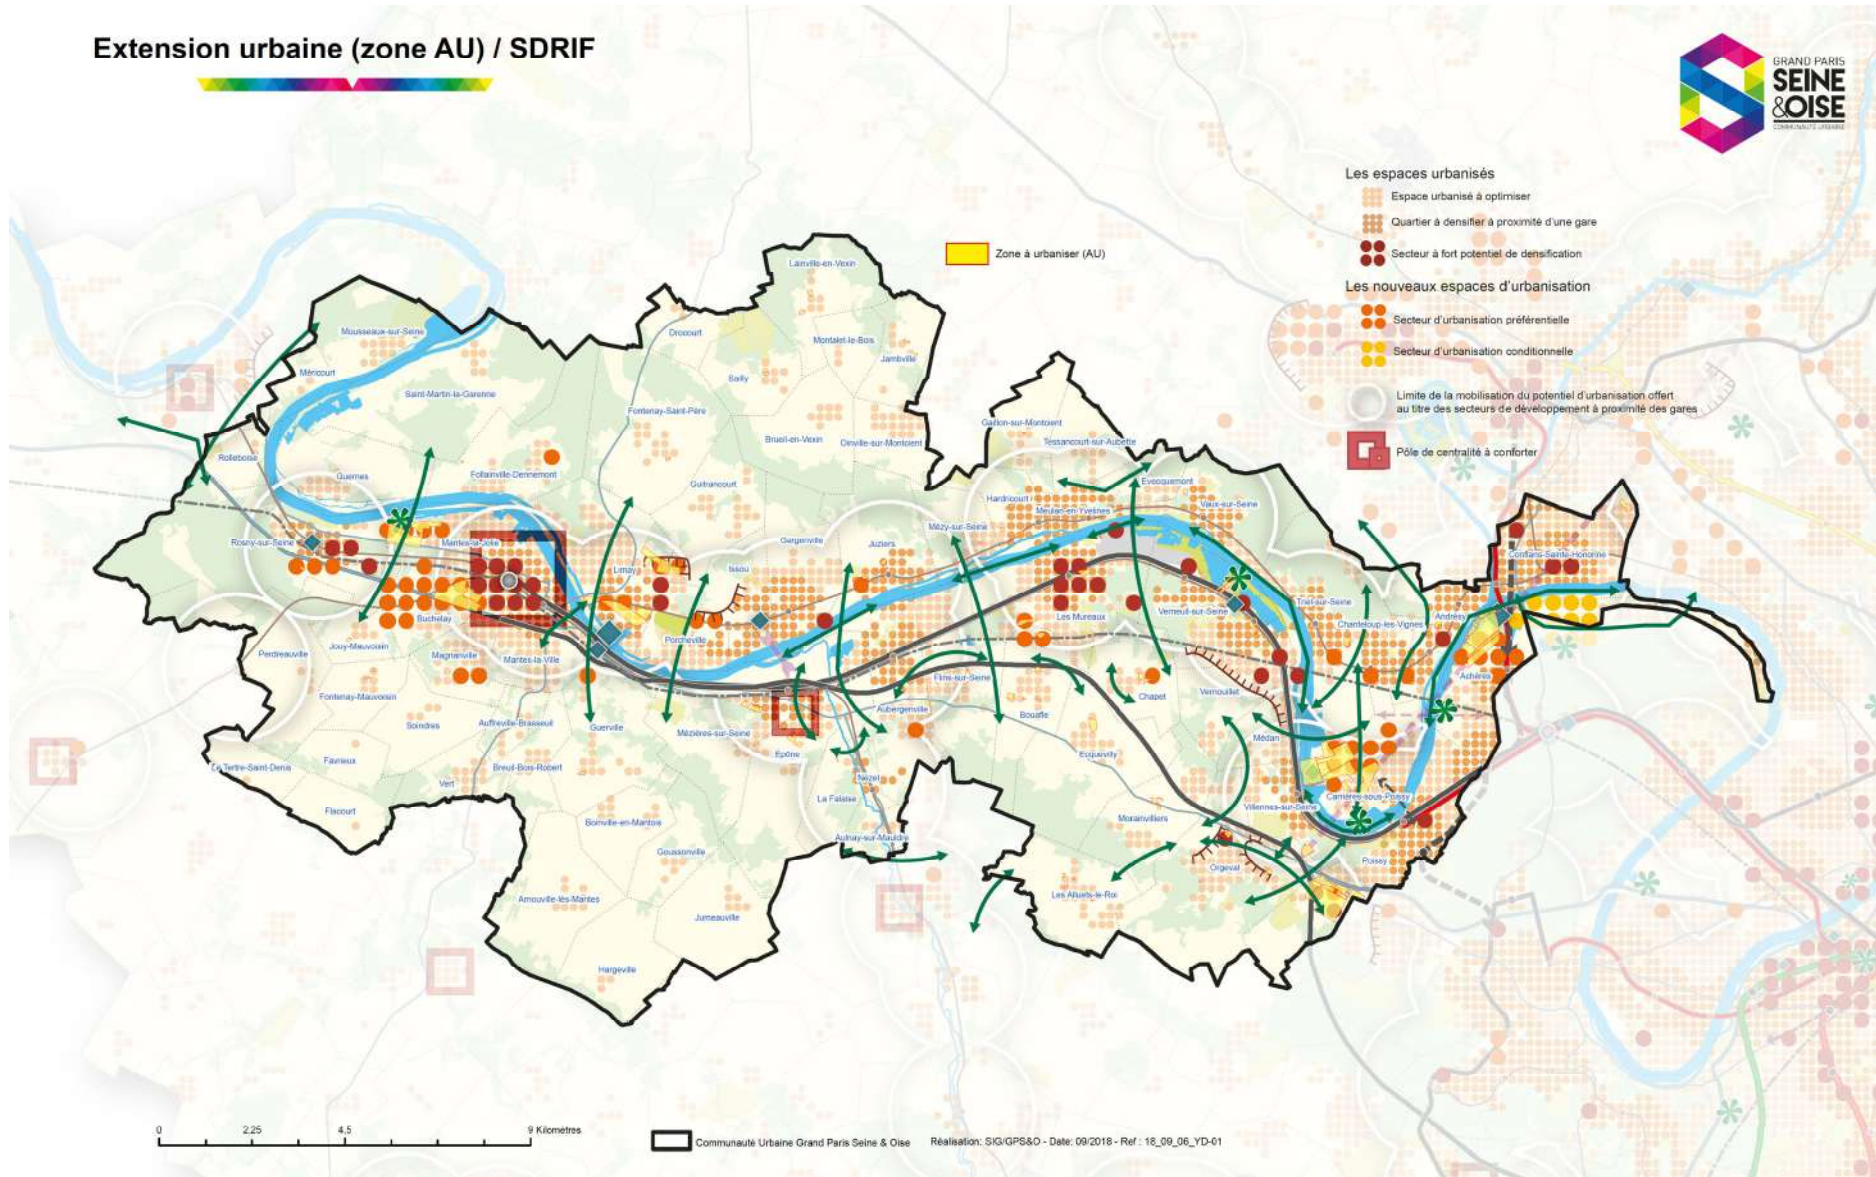 Extension urbaine (zone AU) / SDRIF
GRAND PARIS
SEINE
&OISE
COMMUNAUTÉ URBAINE
Les espaces urbanisés
Espace urbanisé à optimiser
Quartier à densifier à proximité d'une gare
Secteur à fort potentiel de densification
Les nouveaux espaces d'urbanisation
Secteur d'urbanisation préférentielle
Secteur d'urbanisation conditionnelle
Limite de la mobilisation du potentiel d'urbanisation offert
au titre des secteurs de développement à proximité des gares
Pôle de centralité à conforter
Zone à urbaniser (AU)
Lainville-en-Vexin
Mousseaux-sur-Seine
Drocourt
Montalet-le-Bois
Jambville
Méricourt
Sailly
Saint-Martin-la-Garenne
Fontenay-Saint-Père
Brueil-en-Vexin
Oinville-sur-Montcient
Gaillon-sur-Montcient
Tessancourt-sur-Aubette
Rolleboise
Guernes
Follainville-Dennemont
Guitrancourt
Evecquemont
Hardricourt
Meulan-en-Yvelines
Vaux-sur-Seine
Mézy-sur-Seine
Rosny-sur-Seine
Mantes-la-Jolie
Gargenville
Juziers
Limay
Issou
Conflans-Sainte-Honorine
Buchelay
Porcheville
Les Mureaux
Verneuil-sur-Seine
Triel-sur-Seine
Chanteloup-les-Vignes
Andrésy
Perdreauville
Jouy-Mauvoisin
Magnanville
Mantes-la-Ville
Flins-sur-Seine
Achères
Fontenay-Mauvoisin
Chapet
Vernouillet
Soindres
Auffreville-Brasseuil
Guerville
Mézières-sur-Seine
Aubergenville
Bouafle
Médan
Le Tertre-Saint-Denis
Favrieux
Vert
Breuil-Bois-Robert
Epône
Ecquevilly
Nézel
La Falaise
Flacourt
Boinville-en-Mantois
Morainvilliers
Villennes-sur-Seine
Carrières-sous-Poissy
Goussonville
Aulnay-sur-Mauldre
Orgeval
Poissy
Arnouville-lès-Mantes
Jumeauville
Les Alluets-le-Roi
Hargeville
0 2,25 4,5 9 Kilomètres
Communauté Urbaine Grand Paris Seine & Oise
Réalisation: SIG/GPS&O - Date: 09/2018 - Ref : 18_09_06_YD-01